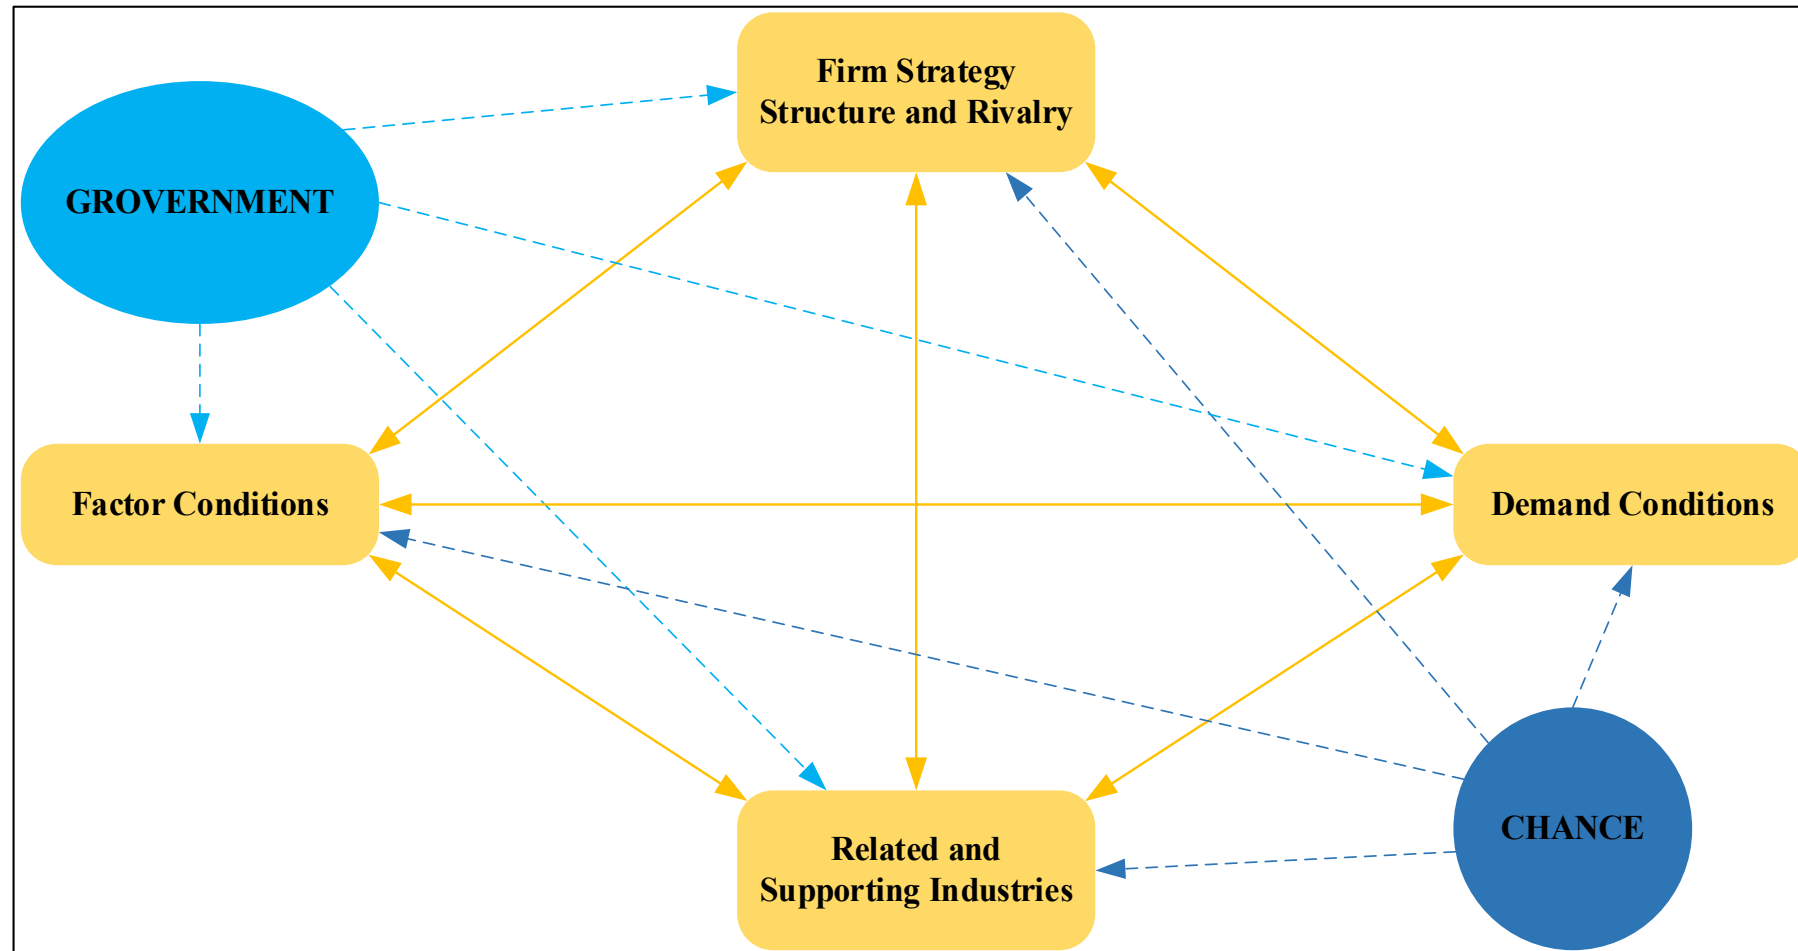 Firm Strategy
Structure and Rivalry
GROVERNMENT
Factor Conditions
Demand Conditions
CHANCE
Related and
Supporting Industries